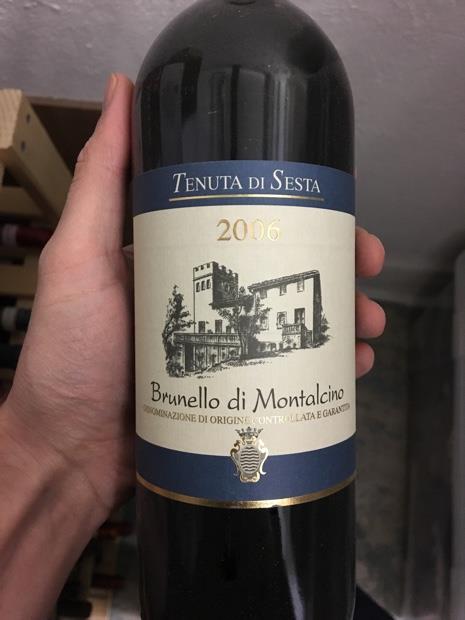 TENUTA DI SESTA
2006
Brunello di Montalcino
DENOMINAZIONE DI ORIGINE CONTROLLATA E GARANTITA